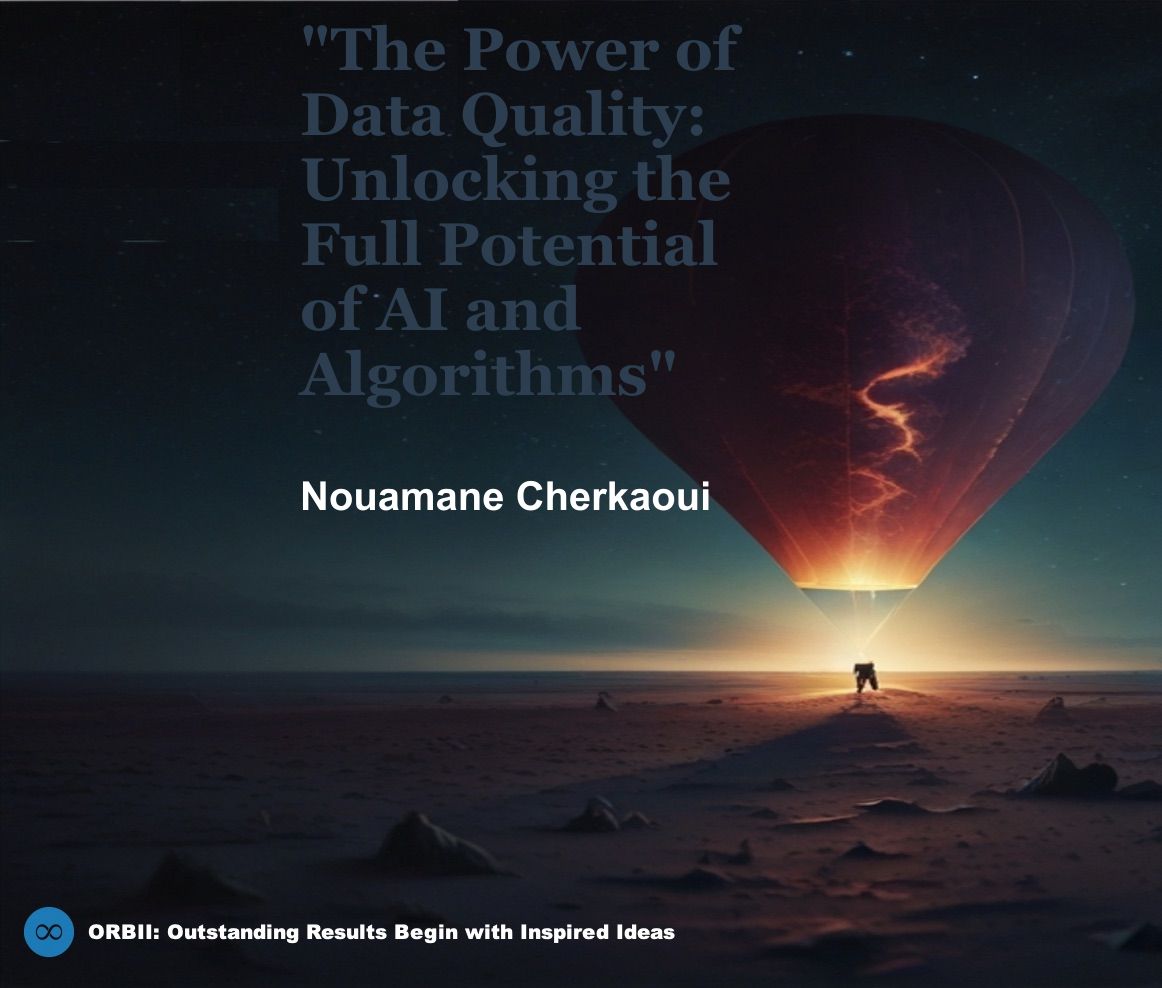 "The Power of
Data Quality:
Unlocking the
Full Potential
of AI and
Algorithms"
Nouamane Cherkaoui
ORBII: Outstanding Results Begin with Inspired Ideas